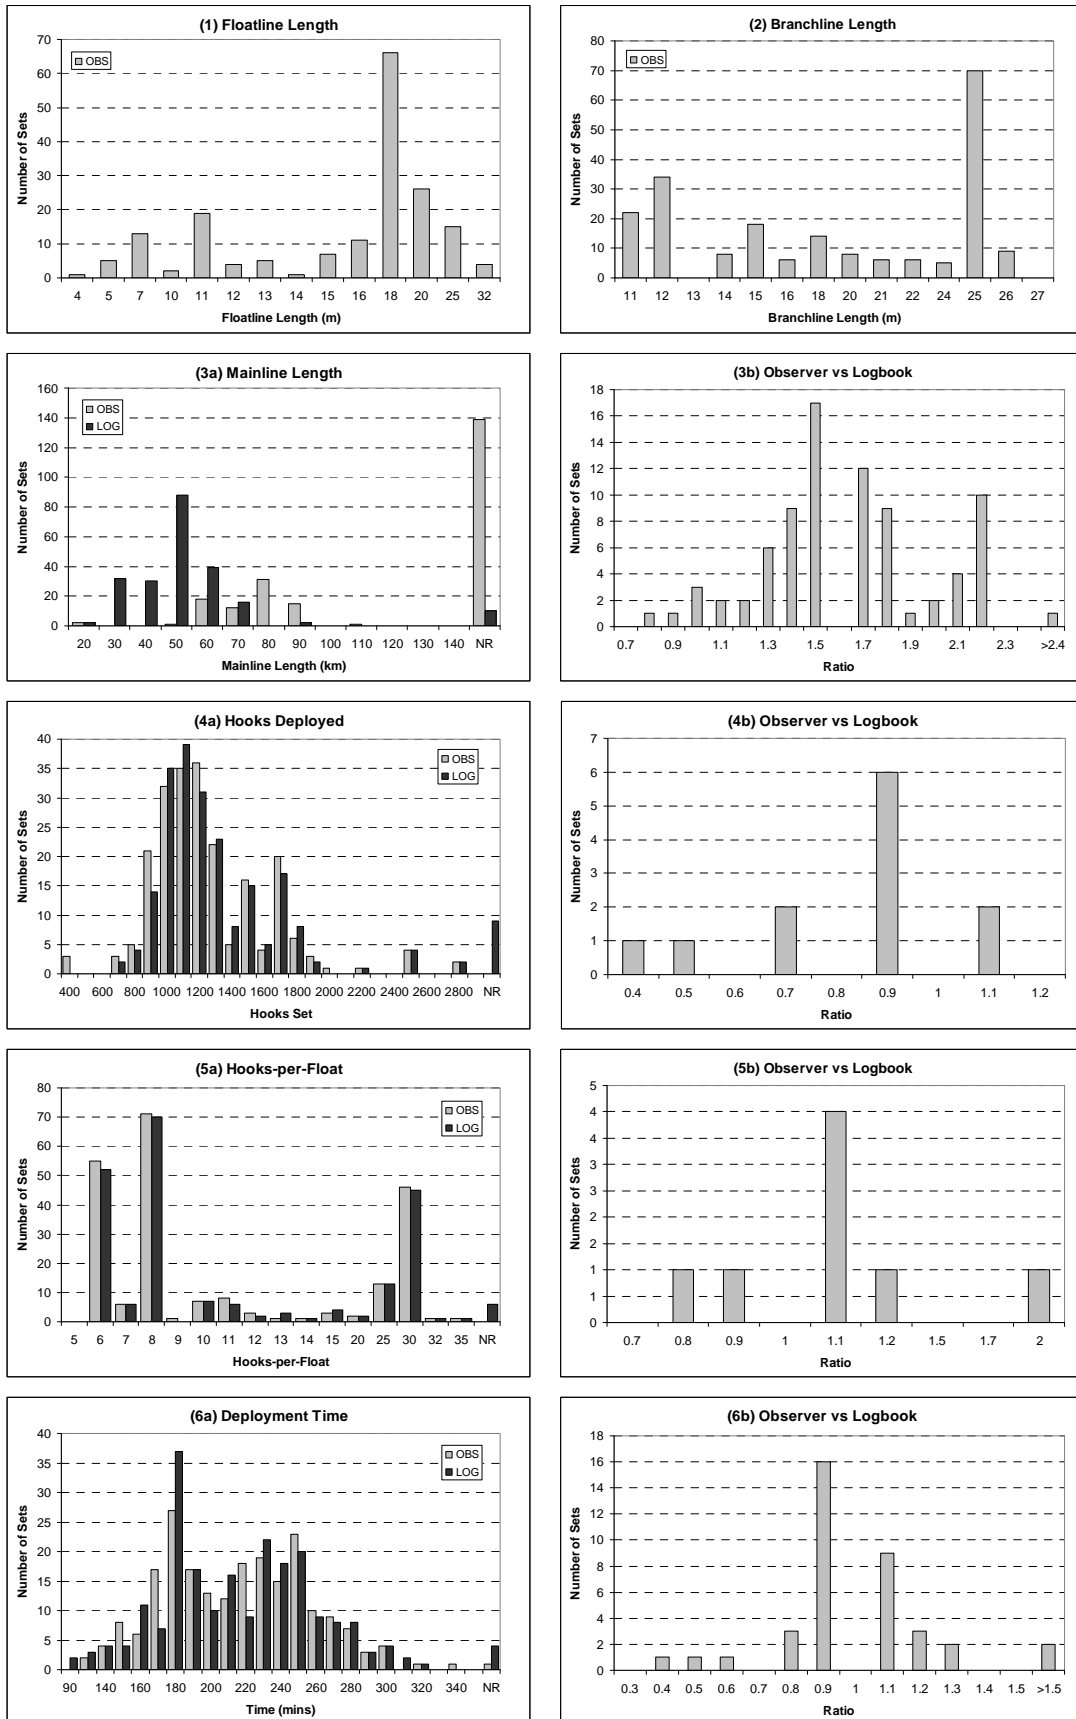 (1) Floatline Length
OBS
Number of Sets
70
60
50
40
30
20
10
0
4 5 7 10 11 12 13 14 15 16 18 20 25 32
Floatline Length (m)
(2) Branchline Length
OBS
Number of Sets
80
70
60
50
40
30
20
10
0
11 12 13 14 15 16 18 20 21 22 24 25 26 27
Branchline Length (m)
(3a) Mainline Length
OBS
LOG
Number of Sets
160
140
120
100
80
60
40
20
0
20 30 40 50 60 70 80 90 100 110 120 130 140 NR
Mainline Length (km)
(3b) Observer vs Logbook
Number of Sets
18
16
14
12
10
8
6
4
2
0
0.7 0.9 1.1 1.3 1.5 1.7 1.9 2.1 2.3 >2.4
Ratio
(4a) Hooks Deployed
OBS
LOG
Number of Sets
40
35
30
25
20
15
10
5
0
400 600 800 1000 1200 1400 1600 1800 2000 2200 2400 2600 2800 NR
Hooks Set
(4b) Observer vs Logbook
Number of Sets
7
6
5
4
3
2
1
0
0.4 0.5 0.6 0.7 0.8 0.9 1 1.1 1.2
Ratio
(5a) Hooks-per-Float
OBS
LOG
Number of Sets
80
70
60
50
40
30
20
10
0
5 6 7 8 9 10 11 12 13 14 15 20 25 30 32 35 NR
Hooks-per-Float
(5b) Observer vs Logbook
Number of Sets
5
4
4
3
3
2
2
1
1
0
0.7 0.8 0.9 1 1.1 1.2 1.5 1.7 2
Ratio
(6a) Deployment Time
OBS
LOG
Number of Sets
40
35
30
25
20
15
10
5
0
90 140 160 180 200 220 240 260 280 300 320 340 NR
Time (mins)
(6b) Observer vs Logbook
Number of Sets
18
16
14
12
10
8
6
4
2
0
0.3 0.4 0.5 0.6 0.7 0.8 0.9 1 1.1 1.2 1.3 1.4 1.5 >1.5
Ratio